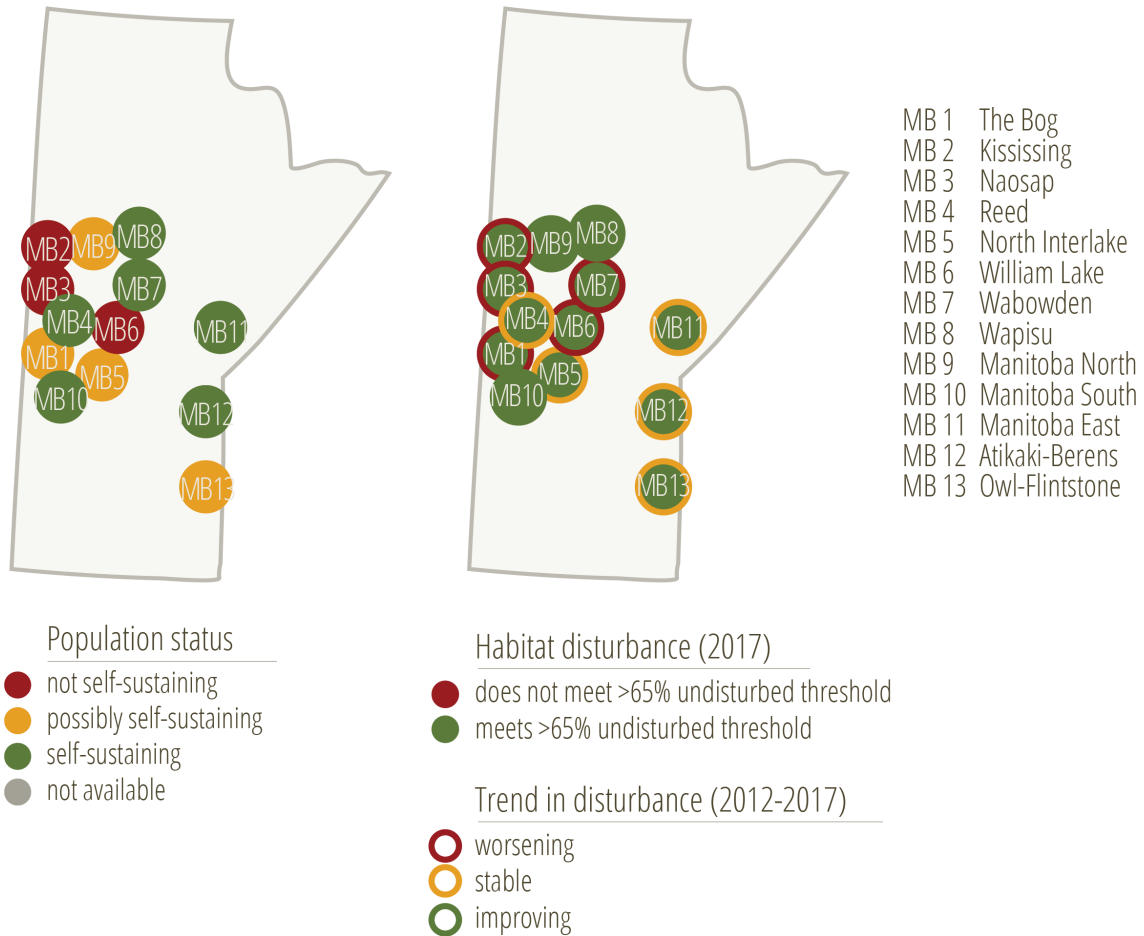 MB2
MB9
MB8
MB3
MB7
MB4
MB6
MB11
MB1
MB5
MB10
MB12
MB13
MB2
MB9
MB8
MB3
MB7
MB4
MB6
MB11
MB1
MB5
MB10
MB12
MB13
MB 1 The Bog
MB 2 Kississing
MB 3 Naosap
MB 4 Reed
MB 5 North Interlake
MB 6 William Lake
MB 7 Wabowden
MB 8 Wapisu
MB 9 Manitoba North
MB 10 Manitoba South
MB 11 Manitoba East
MB 12 Atikaki-Berens
MB 13 Owl-Flintstone
Population status
not self-sustaining
possibly self-sustaining
self-sustaining
not available
Habitat disturbance (2017)
does not meet >65% undisturbed threshold
meets >65% undisturbed threshold
Trend in disturbance (2012-2017)
worsening
stable
improving